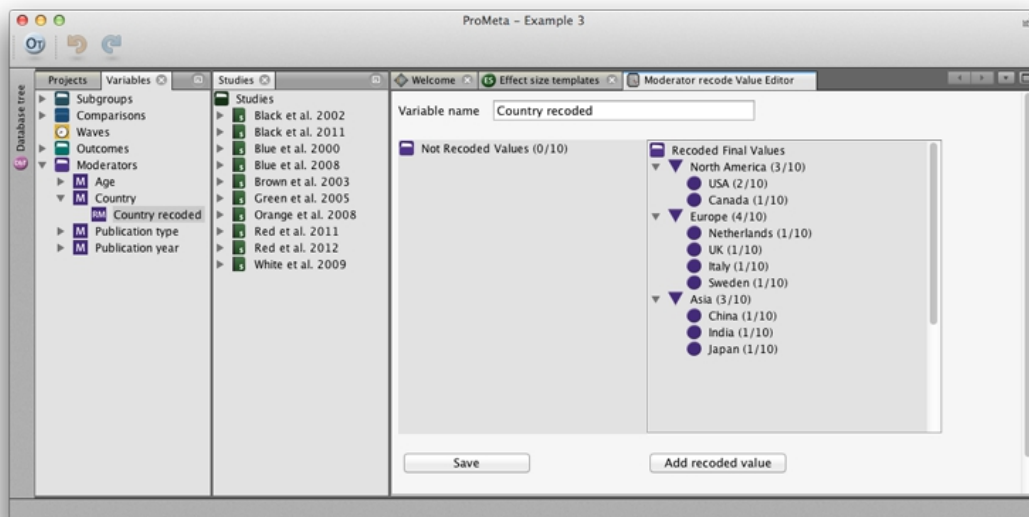 ProMeta - Example 3
OT
Database tree
Projects
Variables
Subgroups
Comparisons
Waves
Outcomes
Moderators
M Age
M Country
RM Country recoded
M Publication type
M Publication year
Studies
Studies
S Black et al. 2002
S Black et al. 2011
S Blue et al. 2000
S Blue et al. 2008
S Brown et al. 2003
S Green et al. 2005
S Orange et al. 2008
S Red et al. 2011
S Red et al. 2012
S White et al. 2009
Welcome
ES Effect size templates
Moderator recode Value Editor
Variable name Country recoded
Not Recoded Values (0/10)
Recoded Final Values
North America (3/10)
USA (2/10)
Canada (1/10)
Europe (4/10)
Netherlands (1/10)
UK (1/10)
Italy (1/10)
Sweden (1/10)
Asia (3/10)
China (1/10)
India (1/10)
Japan (1/10)
Save
Add recoded value